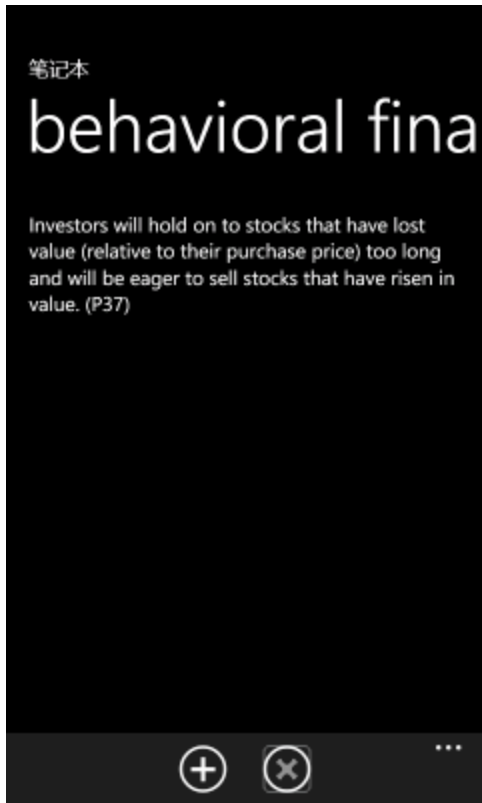 笔记本
behavioral fina
Investors will hold on to stocks that have lost
value (relative to their purchase price) too long
and will be eager to sell stocks that have risen in
value. (P37)